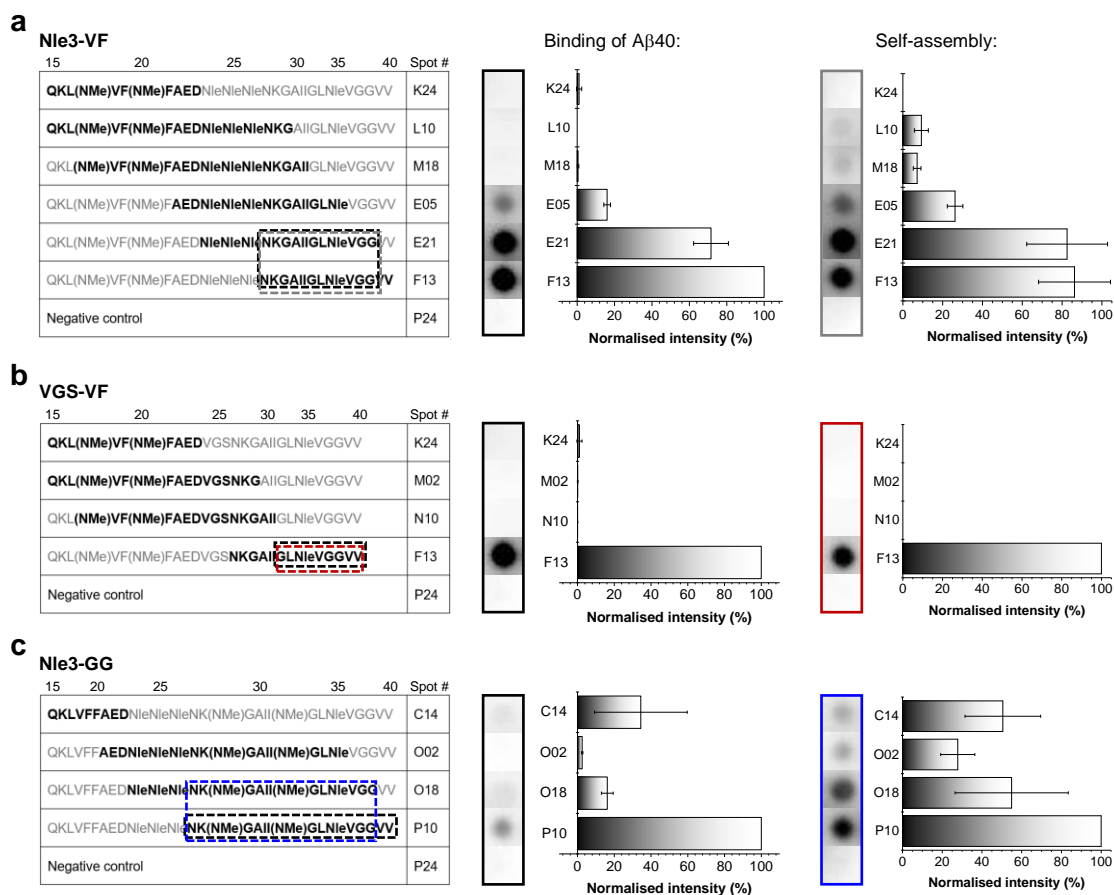 a
Nle3-VF
Binding of Aβ40:
Self-assembly:
15 20 25 30 35 40 Spot #
QKL(NMe)VF(NMe)FAEDNleNleNleNKGAIIGLNleVGGVV K24
QKL(NMe)VF(NMe)FAEDNleNleNleNKGAIIGLNleVGGVV L10
QKL(NMe)VF(NMe)FAEDNleNleNleNKGAIIGLNleVGGVV M18
QKL(NMe)VF(NMe)FAEDNleNleNleNKGAIIGLNleVGGVV E05
QKL(NMe)VF(NMe)FAEDNleNleNleNKGAIIGLNleVGGVV E21
QKL(NMe)VF(NMe)FAEDNleNleNleNKGAIIGLNleVGGVV F13
Negative control P24
K24
L10
M18
E05
E21
F13
0 20 40 60 80 100
Normalised intensity (%)
K24
L10
M18
E05
E21
F13
0 20 40 60 80 100
Normalised intensity (%)
b
VGS-VF
15 20 25 30 35 40 Spot #
QKL(NMe)VF(NMe)FAEDVGSNKGAIIGLNleVGGVV K24
QKL(NMe)VF(NMe)FAEDVGSNKGAIIGLNleVGGVV M02
QKL(NMe)VF(NMe)FAEDVGSNKGAIIGLNleVGGVV N10
QKL(NMe)VF(NMe)FAEDVGSNKGAIIGLNleVGGVV F13
Negative control P24
K24
M02
N10
F13
0 20 40 60 80 100
Normalised intensity (%)
K24
M02
N10
F13
0 20 40 60 80 100
Normalised intensity (%)
c
Nle3-GG
15 20 25 30 35 40 Spot #
QKLVFFAEDNleNleNleNK(NMe)GAII(NMe)GLNleVGGVV C14
QKLVFFAEDNleNleNleNK(NMe)GAII(NMe)GLNleVGGVV O02
QKLVFFAEDNleNleNleNK(NMe)GAII(NMe)GLNleVGGVV O18
QKLVFFAEDNleNleNleNK(NMe)GAII(NMe)GLNleVGGVV P10
Negative control P24
C14
O02
O18
P10
0 20 40 60 80 100
Normalised intensity (%)
C14
O02
O18
P10
0 20 40 60 80 100
Normalised intensity (%)